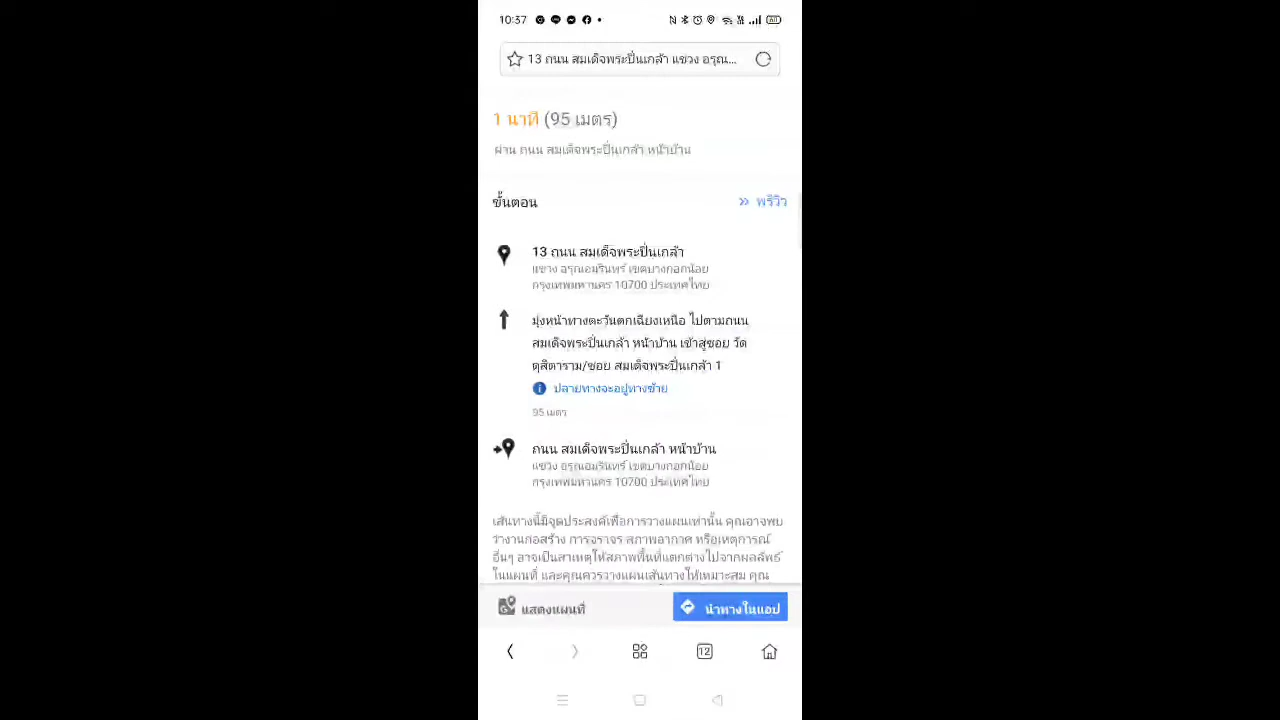 10:37
13 ถนน สมเด็จพระปิ่นเกล้า แขวง อรุณ...
1 นาที (95 เมตร)
ผ่าน ถนน สมเด็จพระปิ่นเกล้า หน้าบ้าน
ขั้นตอน
พรีวิว
13 ถนน สมเด็จพระปิ่นเกล้า
แขวง อรุณอมรินทร์ เขตบางกอกน้อย
กรุงเทพมหานคร 10700 ประเทศไทย
มุ่งหน้าทางตะวันตกเฉียงเหนือ ไปตามถนน
สมเด็จพระปิ่นเกล้า หน้าบ้าน เข้าสู่ซอย วัด
ดุสิตาราม/ซอย สมเด็จพระปิ่นเกล้า 1
ปลายทางจะอยู่ทางซ้าย
95 เมตร
ถนน สมเด็จพระปิ่นเกล้า หน้าบ้าน
แขวง อรุณอมรินทร์ เขตบางกอกน้อย
กรุงเทพมหานคร 10700 ประเทศไทย
เส้นทางนี้มีจุดประสงค์เพื่อการวางแผนเท่านั้น คุณอาจพบ
ว่างานก่อสร้าง การจราจร สภาพอากาศ หรือเหตุการณ์
อื่นๆ อาจเป็นสาเหตุให้สภาพพื้นที่แตกต่างไปจากผลลัพธ์
ในแผนที่ และคุณควรวางแผนเส้นทางให้เหมาะสม คุณ
แสดงแผนที่
นำทางในแอป
12